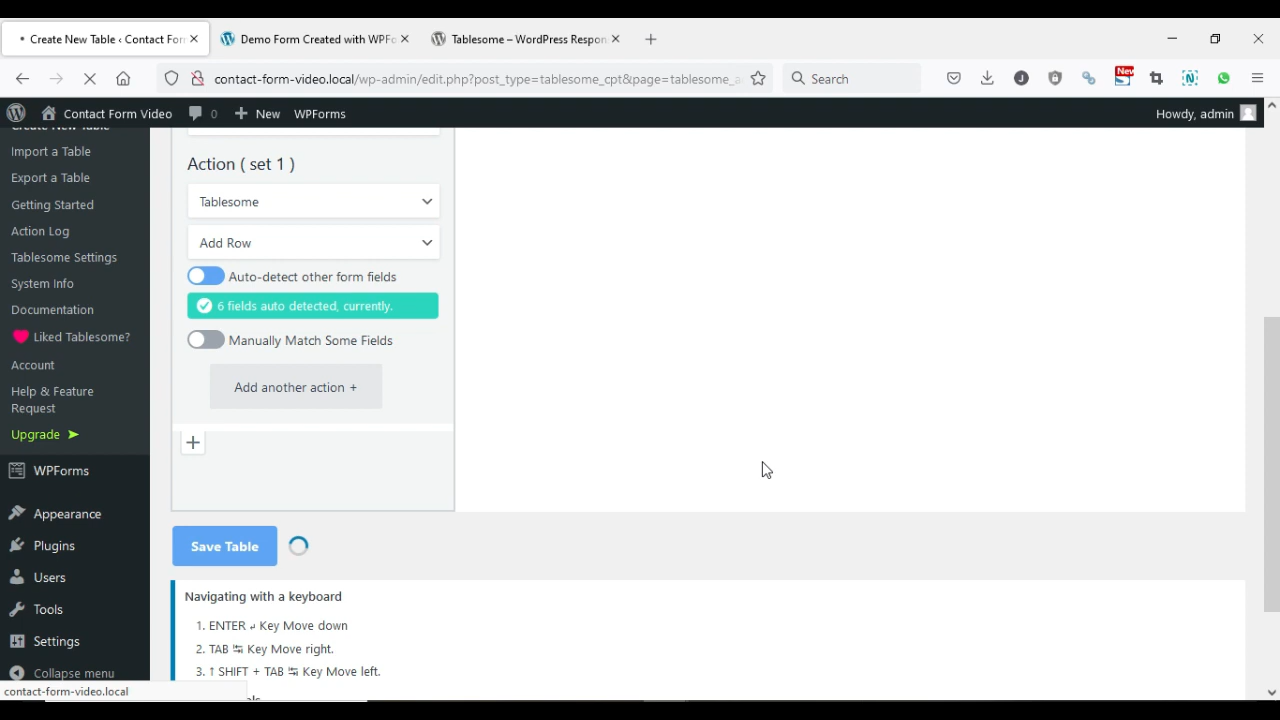 Create New Table ‹ Contact For
Demo Form Created with WPFo
Tablesome – WordPress Respon
contact-form-video.local/wp-admin/edit.php?post_type=tablesome_cpt&page=tablesome_a
Search
New
Contact Form Video
0
New
WPForms
Howdy, admin
Create New Table
Import a Table
Export a Table
Getting Started
Action Log
Tablesome Settings
System Info
Documentation
Liked Tablesome?
Account
Help & Feature
Request
Upgrade ➤
WPForms
Appearance
Plugins
Users
Tools
Settings
Collapse menu
Action ( set 1 )
Tablesome
Add Row
Auto-detect other form fields
6 fields auto detected, currently.
Manually Match Some Fields
Add another action +
+
Save Table
Navigating with a keyboard
1. ENTER ⏎ Key Move down
2. TAB ↹ Key Move right.
3. ↑ SHIFT + TAB ↹ Key Move left.
contact-form-video.local